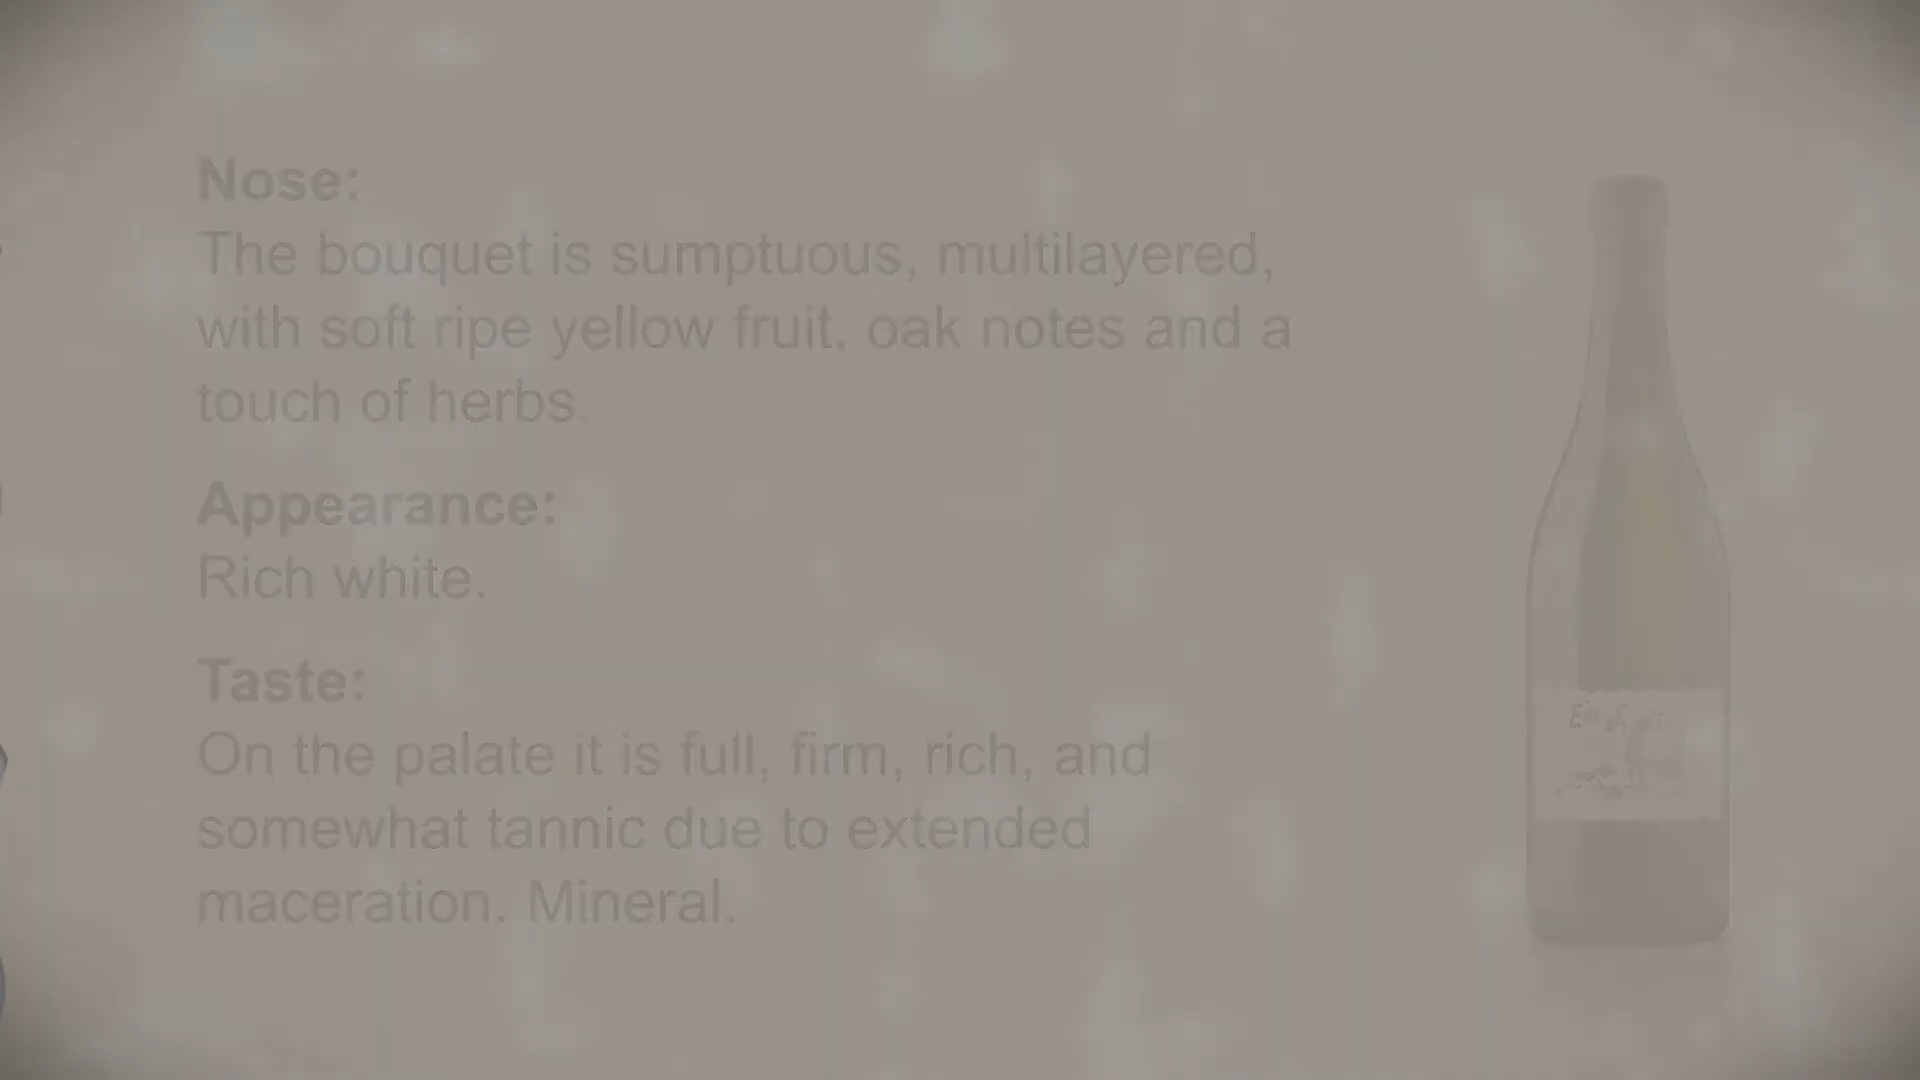 Nose:
The bouquet is sumptuous, multilayered,
with soft ripe yellow fruit, oak notes and a
touch of herbs.
Appearance:
Rich white.
Taste:
On the palate it is full, firm, rich, and
somewhat tannic due to extended
maceration. Mineral.